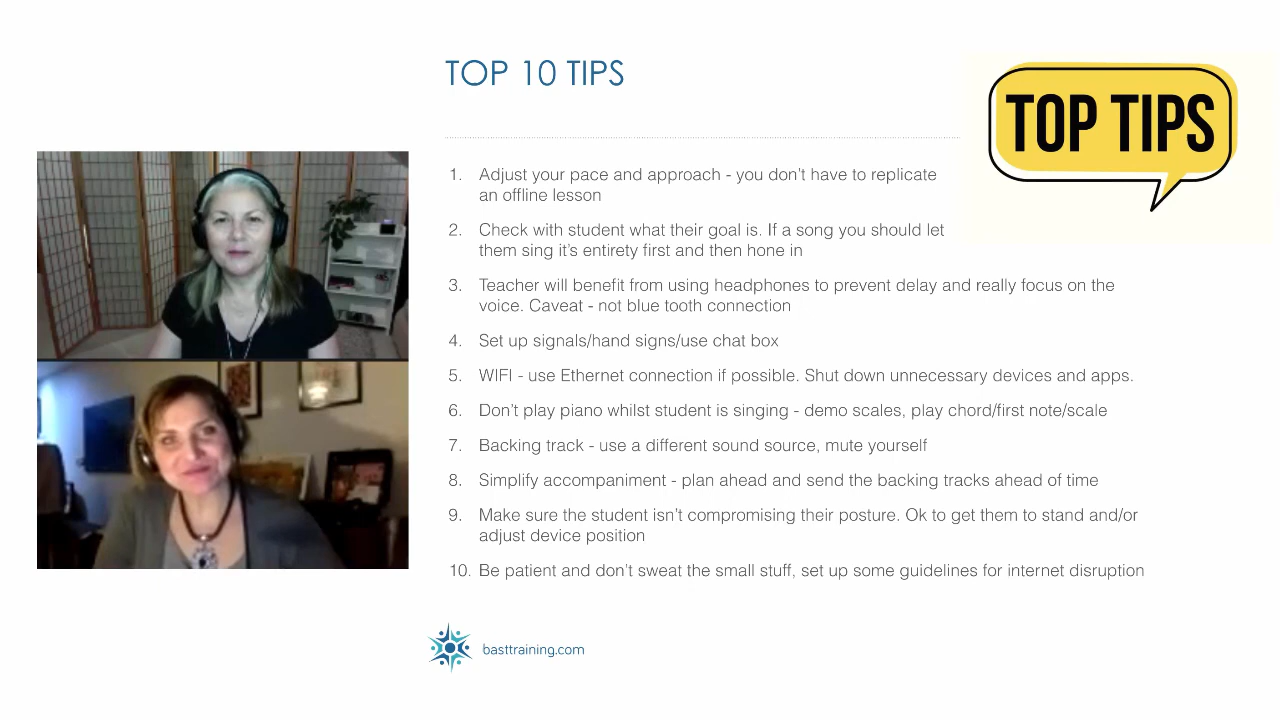 TOP 10 TIPS
TOP TIPS
1. Adjust your pace and approach - you don't have to replicate
an offline lesson
2. Check with student what their goal is. If a song you should let
them sing it's entirety first and then hone in
3. Teacher will benefit from using headphones to prevent delay and really focus on the
voice. Caveat - not blue tooth connection
4. Set up signals/hand signs/use chat box
5. WIFI - use Ethernet connection if possible. Shut down unnecessary devices and apps.
6. Don't play piano whilst student is singing - demo scales, play chord/first note/scale
7. Backing track - use a different sound source, mute yourself
8. Simplify accompaniment - plan ahead and send the backing tracks ahead of time
9. Make sure the student isn't compromising their posture. Ok to get them to stand and/or
adjust device position
10. Be patient and don't sweat the small stuff, set up some guidelines for internet disruption
basttraining.com